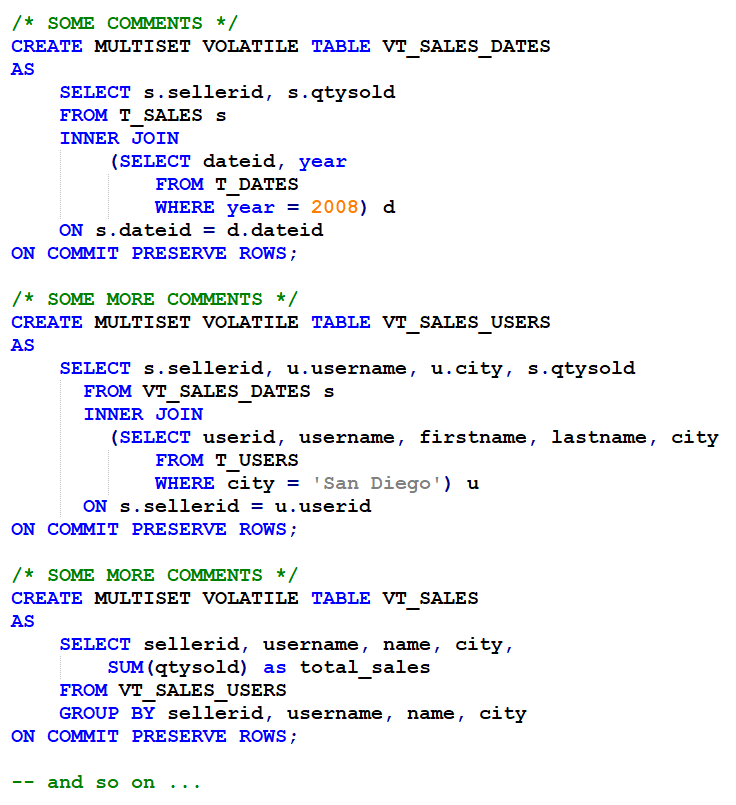 /* SOME COMMENTS */
CREATE MULTISET VOLATILE TABLE VT_SALES_DATES
AS
    SELECT s.sellerid, s.qtysold
    FROM T_SALES s
    INNER JOIN
        (SELECT dateid, year
            FROM T_DATES
            WHERE year = 2008) d
    ON s.dateid = d.dateid
ON COMMIT PRESERVE ROWS;

/* SOME MORE COMMENTS */
CREATE MULTISET VOLATILE TABLE VT_SALES_USERS
AS
    SELECT s.sellerid, u.username, u.city, s.qtysold
      FROM VT_SALES_DATES s
      INNER JOIN
        (SELECT userid, username, firstname, lastname, city
            FROM T_USERS
            WHERE city = 'San Diego') u
      ON s.sellerid = u.userid
ON COMMIT PRESERVE ROWS;

/* SOME MORE COMMENTS */
CREATE MULTISET VOLATILE TABLE VT_SALES
AS
    SELECT sellerid, username, name, city,
        SUM(qtysold) as total_sales
    FROM VT_SALES_USERS
    GROUP BY sellerid, username, name, city
ON COMMIT PRESERVE ROWS;

-- and so on ...